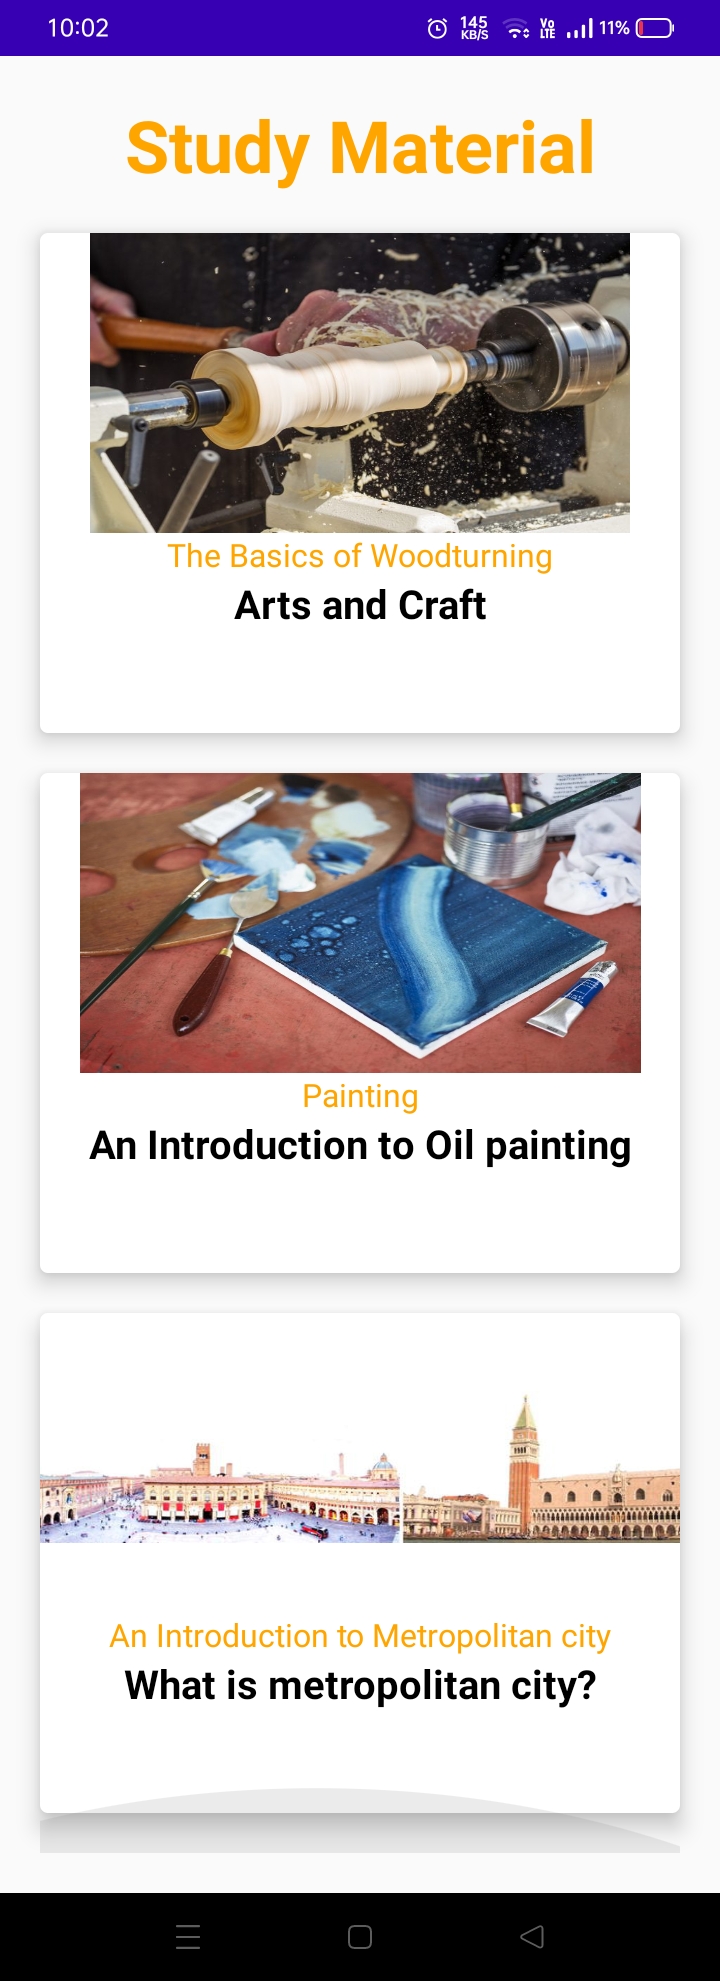 10:02
145
KB/S
Vo
LTE
11%
Study Material
The Basics of Woodturning
Arts and Craft
Painting
An Introduction to Oil painting
An Introduction to Metropolitan city
What is metropolitan city?